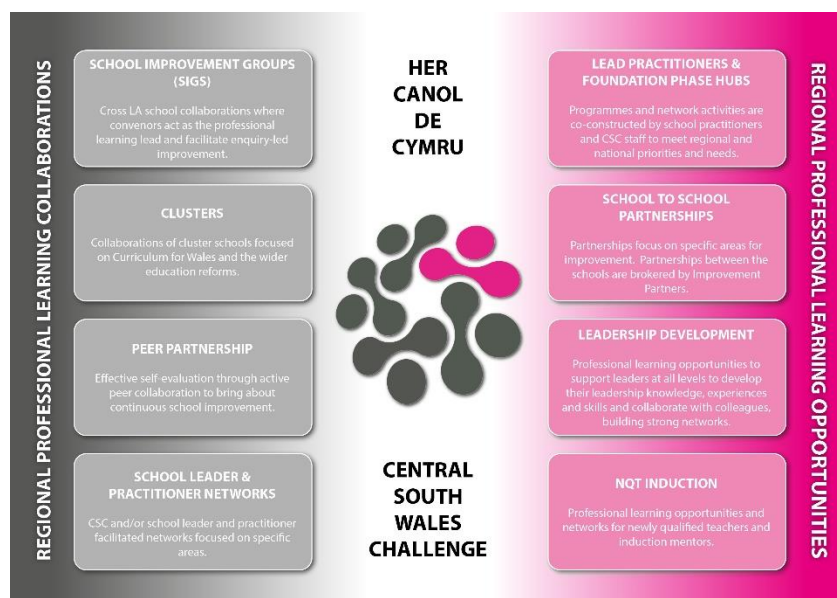 REGIONAL PROFESSIONAL LEARNING COLLABORATIONS
SCHOOL IMPROVEMENT GROUPS
(SIGS)
Cross LA school collaborations where
convenors act as the professional
learning lead and facilitate enquiry-led
improvement.
CLUSTERS
Collaborations of cluster schools focused
on Curriculum for Wales and the wider
education reforms.
PEER PARTNERSHIP
Effective self-evaluation through active
peer collaboration to bring about
continuous school improvement.
SCHOOL LEADER &
PRACTITIONER NETWORKS
CSC and/or school leader and practitioner
facilitated networks focused on specific
areas.
HER
CANOL
DE
CYMRU
CENTRAL
SOUTH
WALES
CHALLENGE
LEAD PRACTITIONERS &
FOUNDATION PHASE HUBS
Programmes and network activities are
co-constructed by school practitioners
and CSC staff to meet regional and
national priorities and needs.
SCHOOL TO SCHOOL
PARTNERSHIPS
Partnerships focus on specific areas for
improvement. Partnerships between the
schools are brokered by Improvement
Partners.
LEADERSHIP DEVELOPMENT
Professional learning opportunities to
support leaders at all levels to develop
their leadership knowledge, experiences
and skills and collaborate with colleagues,
building strong networks.
NQT INDUCTION
Professional learning opportunities and
networks for newly qualified teachers and
induction mentors.
REGIONAL PROFESSIONAL LEARNING OPPORTUNITIES